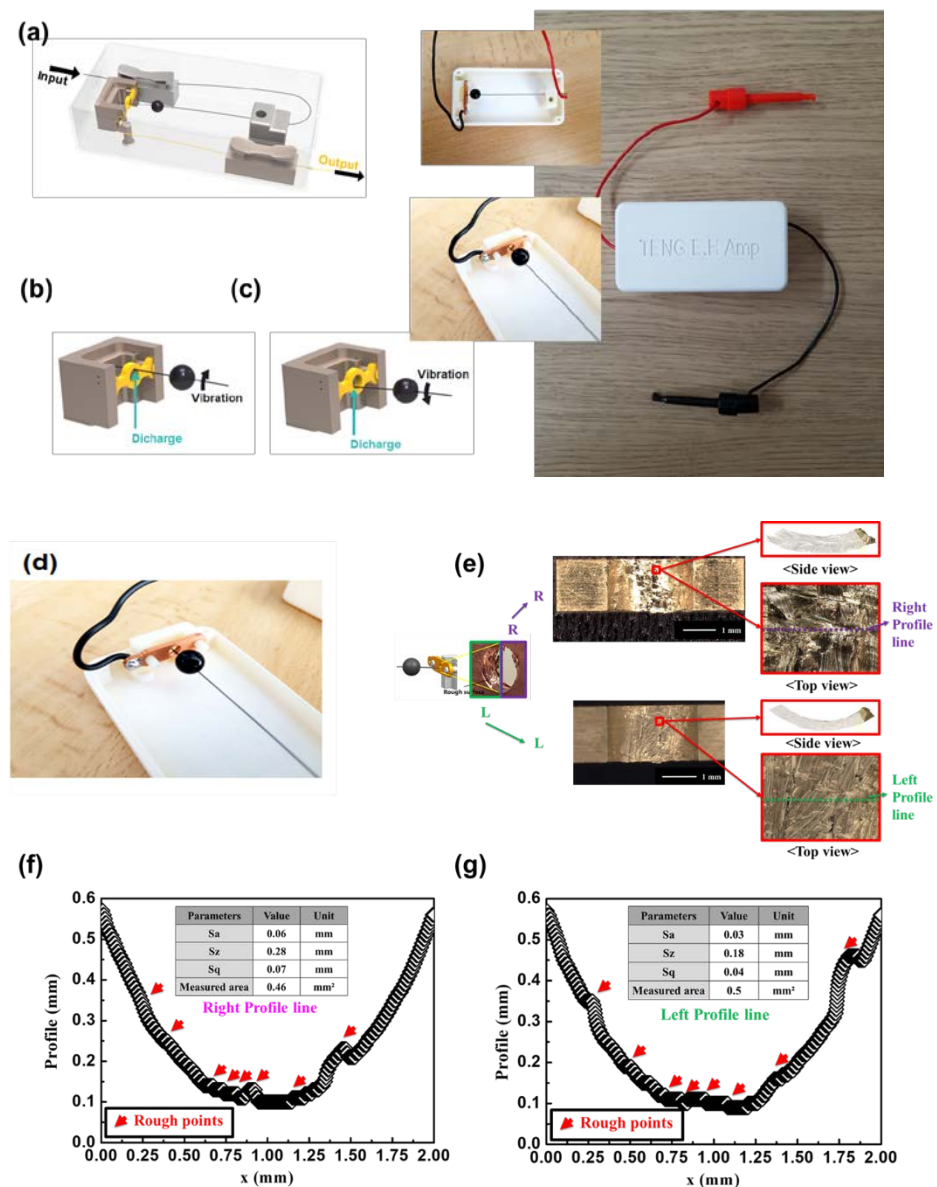 (a)
Input
Output
TENG E.H Amp
(b)
(c)
Vibration
Dicharge
Vibration
Dicharge
(d)
(e)
R
R
Rough surface
L
L
1 mm
<Side view>
Right
Profile
line
<Top view>
1 mm
<Side view>
Left
Profile
line
<Top view>
(f)
0.6
0.5
0.4
0.3
0.2
0.1
0.0
Profile (mm)
Parameters Value Unit
Sa 0.06 mm
Sz 0.28 mm
Sq 0.07 mm
Measured area 0.46 mm²
Right Profile line
Rough points
0.00 0.25 0.50 0.75 1.00 1.25 1.50 1.75 2.00
x (mm)
(g)
0.6
0.5
0.4
0.3
0.2
0.1
0.0
Profile (mm)
Parameters Value Unit
Sa 0.03 mm
Sz 0.18 mm
Sq 0.04 mm
Measured area 0.5 mm²
Left Profile line
Rough points
0.00 0.25 0.50 0.75 1.00 1.25 1.50 1.75 2.00
x (mm)